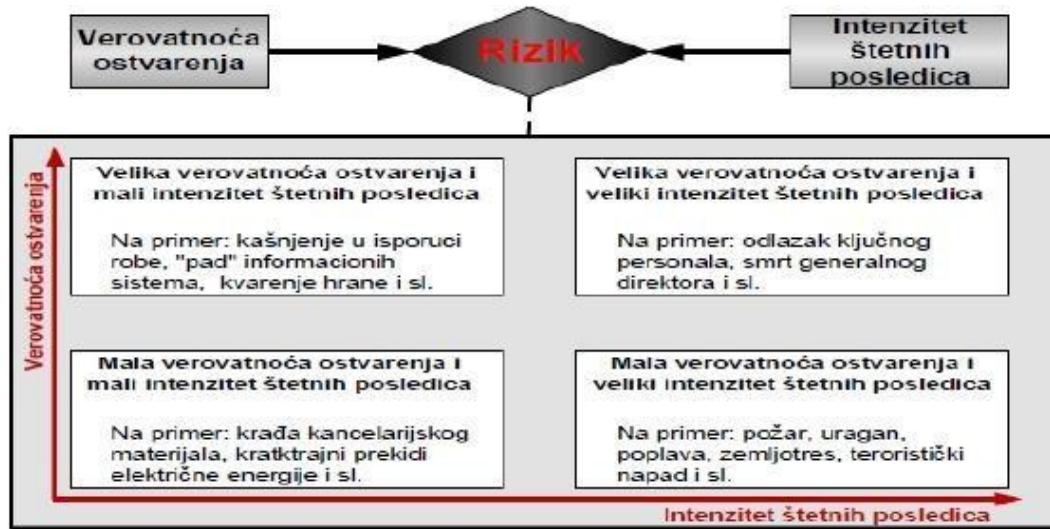 Verovatnoća
ostvarenja
Rizik
Intenzitet
štetnih
posledica
Verovatnoća ostvarenja
Velika verovatnoća ostvarenja i
mali intenzitet štetnih posledica
Na primer: kašnjenje u isporuci
robe, "pad" informacionih
sistema, kvarenje hrane i sl.
Velika verovatnoća ostvarenja i
veliki intenzitet štetnih posledica
Na primer: odlazak ključnog
personala, smrt generalnog
direktora i sl.
Mala verovatnoća ostvarenja i
mali intenzitet štetnih posledica
Na primer: krađa kancelarijskog
materijala, kratktrajni prekidi
električne energije i sl.
Mala verovatnoća ostvarenja i
veliki intenzitet štetnih posledica
Na primer: požar, uragan,
poplava, zemljotres, teroristički
napad i sl.
Intenzitet štetnih posledica